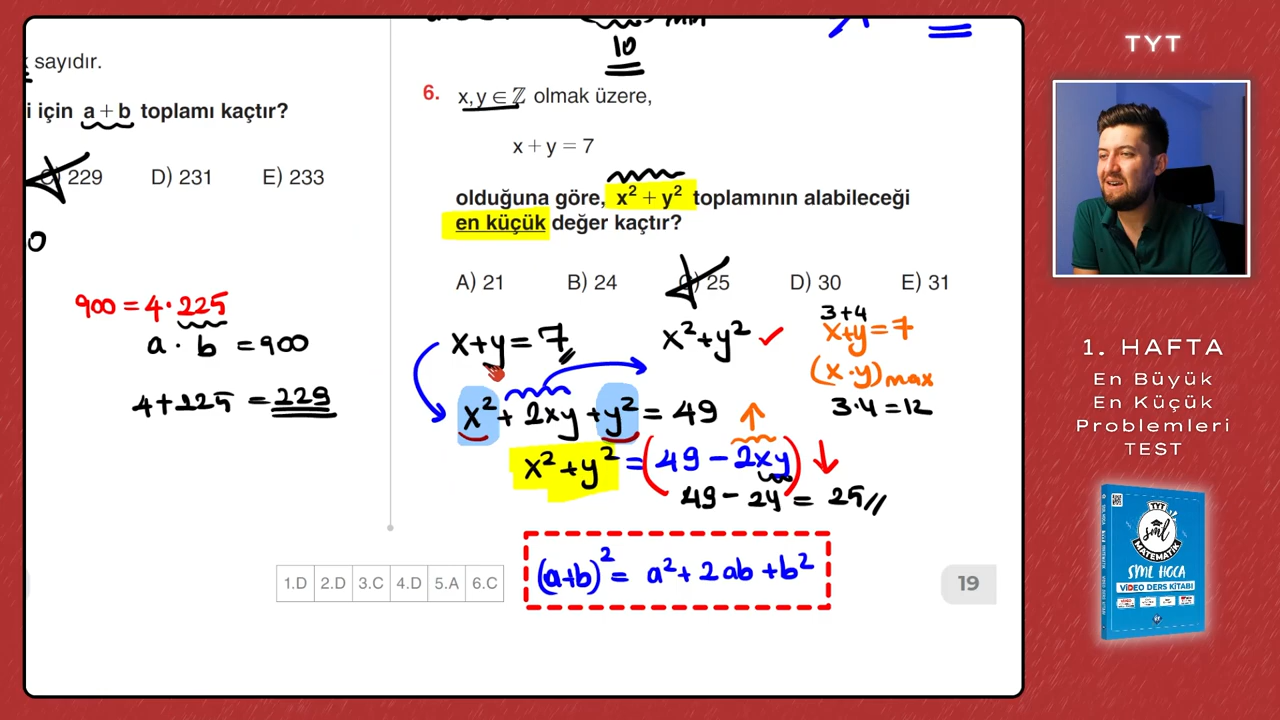 sayıdır.
i için a + b toplamı kaçtır?
C) 229 D) 231 E) 233
0
900 = 4 · 225
a · b = 900
4 + 225 = 229
10
6. x, y ∈ ℤ olmak üzere,
x + y = 7
olduğuna göre, x² + y² toplamının alabileceği
en küçük değer kaçtır?
A) 21 B) 24 C) 25 D) 30 E) 31
x+y = 7
x²+y²
3+4
x+y = 7
(x·y)max
3·4=12
x² + 2xy + y² = 49
x² + y² = (49 – 2xy)
49 – 24 = 25//
(a+b)² = a² + 2ab + b²
1.D 2.D 3.C 4.D 5.A 6.C
19
TYT
1. HAFTA
En Büyük
En Küçük
Problemleri
TEST
TYT
SML
MATEMATİK
SML HOCA
VİDEO DERS KİTABI